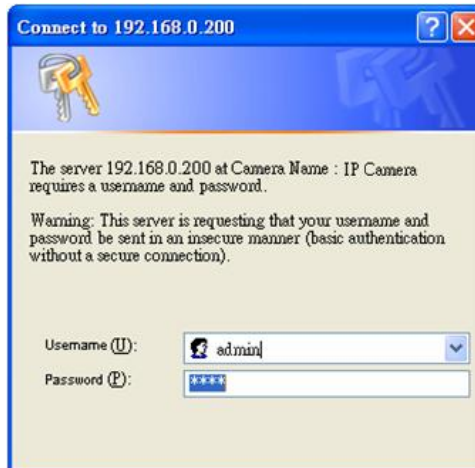 Connect to 192.168.0.200
The server 192.168.0.200 at Camera Name : IP Camera
requires a username and password.
Warning: This server is requesting that your username and
password be sent in an insecure manner (basic authentication
without a secure connection).
Username (U):
admin
Password (P):
****